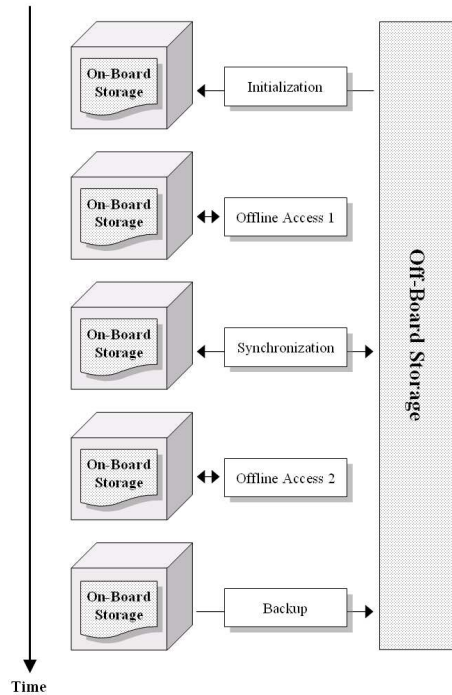 On-Board
Storage
Initialization
On-Board
Storage
Offline Access 1
On-Board
Storage
Synchronization
On-Board
Storage
Offline Access 2
On-Board
Storage
Backup
Off-Board Storage
Time